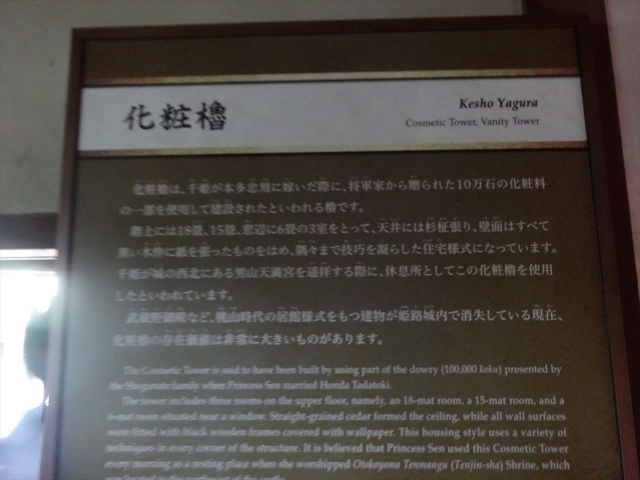 化粧櫓
Kesho Yagura
Cosmetic Tower, Vanity Tower
化粧櫓は、千姫が本多忠刻に嫁いだ際に、将軍家から贈られた10万石の化粧料
の一部を使用して建設されたといわれる櫓です。
階上には18畳、15畳、窓辺に6畳の3室をとって、天井には杉柾張り、壁面はすべて
黒い木枠に紙を張ったものをはめ、隅々まで技巧を凝らした住宅様式になっています。
千姫が城の西北にある男山天満宮を遥拝する際に、休息所としてこの化粧櫓を使用
したといわれています。
武蔵野御殿など、桃山時代の居館様式をもつ建物が姫路城内で消失している現在、
化粧櫓の存在価値は非常に大きいものがあります。
The Cosmetic Tower is said to have been built by using part of the dowry (100,000 koku) presented by
the Shogunate family when Princess Sen married Honda Tadatoki.
The tower includes three rooms on the upper floor, namely, an 18-mat room, a 15-mat room, and a
6-mat room situated near a window. Straight-grained cedar formed the ceiling, while all wall surfaces
were fitted with black wooden frames covered with wallpaper. This housing style uses a variety of
techniques in every corner of the structure. It is believed that Princess Sen used this Cosmetic Tower
every morning as a resting place when she worshipped Otokoyama Tenmangu (Tenjin-sha) Shrine, which